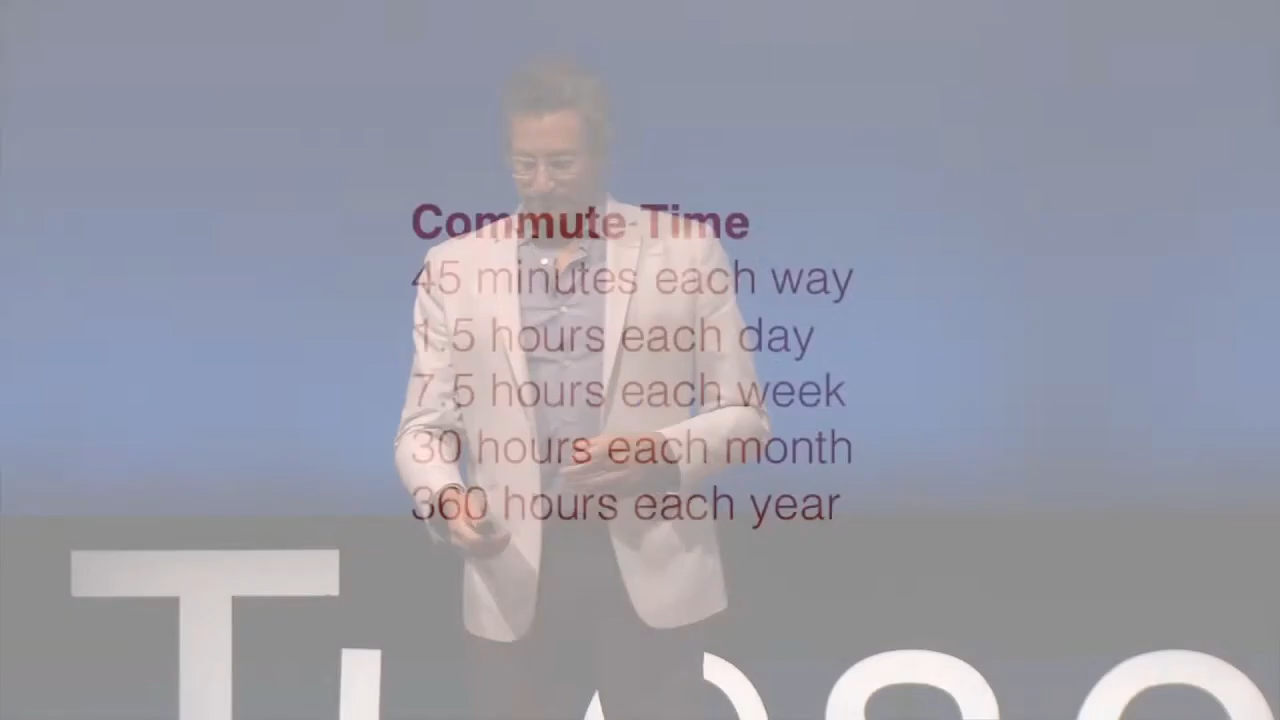 Commute Time
45 minutes each way
1.5 hours each day
7.5 hours each week
30 hours each month
360 hours each year